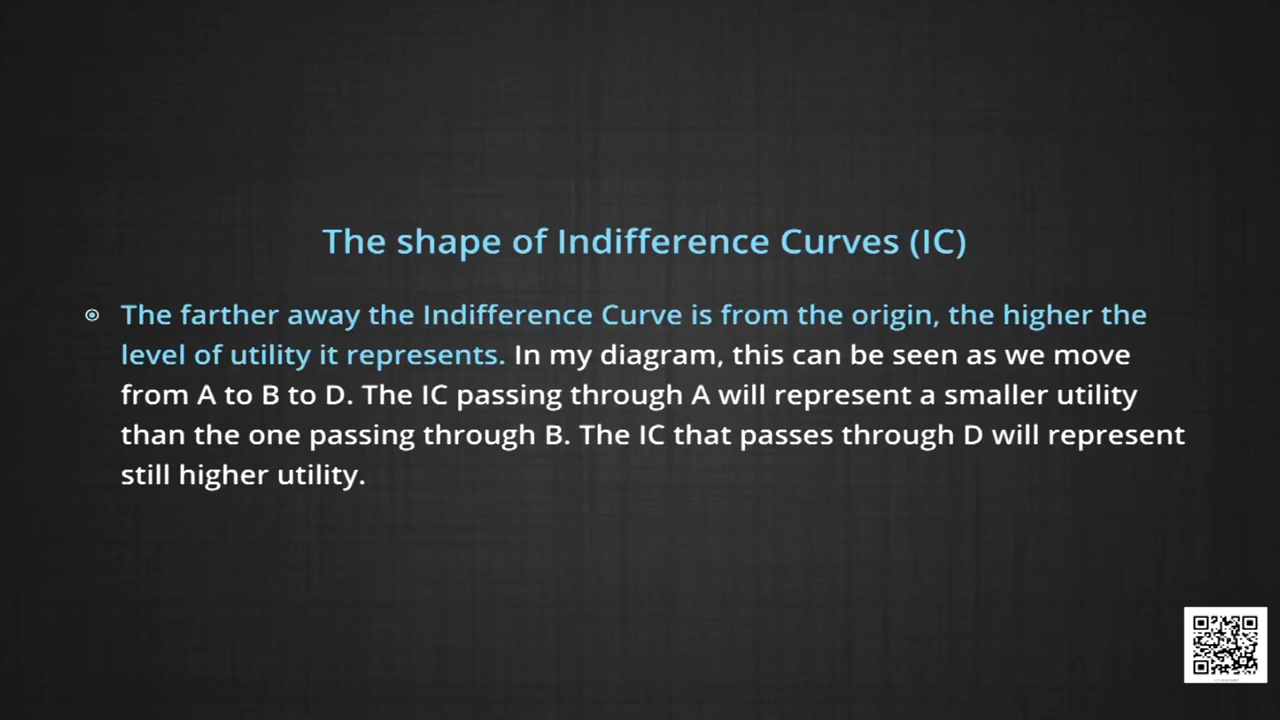 The shape of Indifference Curves (IC)
The farther away the Indifference Curve is from the origin, the higher the
level of utility it represents. In my diagram, this can be seen as we move
from A to B to D. The IC passing through A will represent a smaller utility
than the one passing through B. The IC that passes through D will represent
still higher utility.